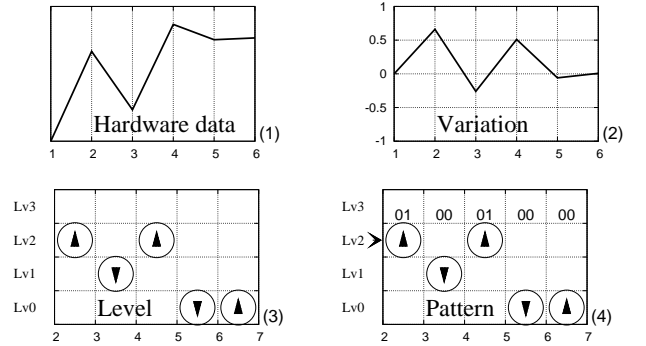 Hardware data
(1)
1 2 3 4 5 6
1
0.5
0
-0.5
-1
Variation
(2)
1 2 3 4 5 6
Lv3
Lv2
Lv1
Lv0
Level
(3)
2 3 4 5 6 7
Lv3
Lv2
Lv1
Lv0
01 00 01 00 00
Pattern
(4)
2 3 4 5 6 7